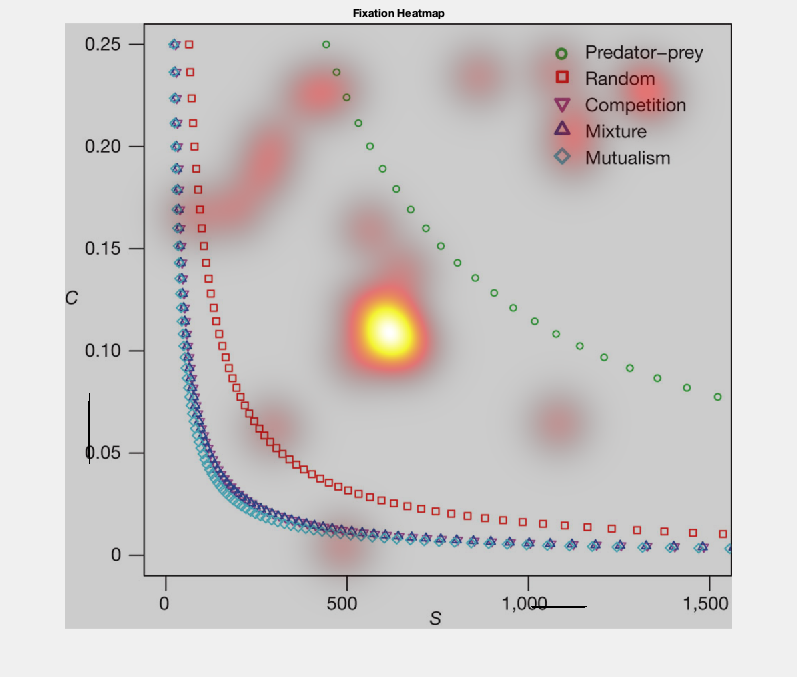 Fixation Heatmap
0.25
0.20
0.15
0.10
0.05
0
C
Predator–prey
Random
Competition
Mixture
Mutualism
0
500
1,000
1,500
S